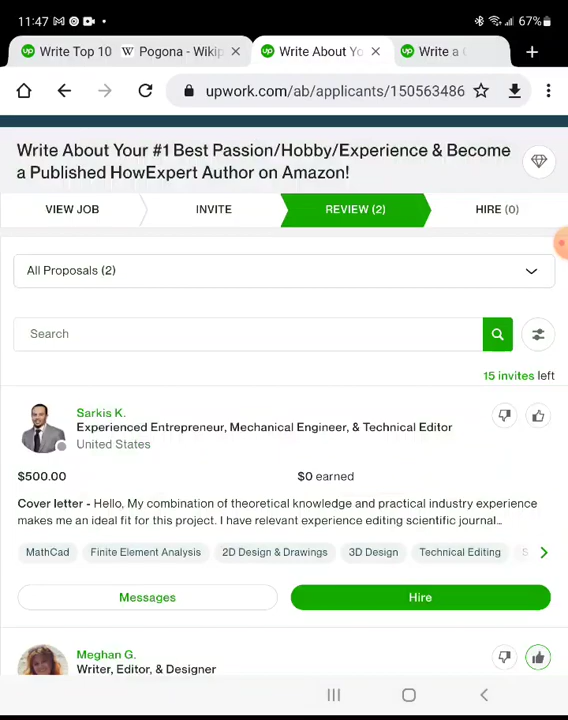 11:47
67%
up Write Top 10
W Pogona - Wikip
up Write About Yo
up Write a
upwork.com/ab/applicants/150563486
Write About Your #1 Best Passion/Hobby/Experience & Become
a Published HowExpert Author on Amazon!
VIEW JOB
INVITE
REVIEW (2)
HIRE (0)
All Proposals (2)
Search
15 invites left
Sarkis K.
Experienced Entrepreneur, Mechanical Engineer, & Technical Editor
United States
$500.00
$0 earned
Cover letter - Hello, My combination of theoretical knowledge and practical industry experience
makes me an ideal fit for this project. I have relevant experience editing scientific journal…
MathCad
Finite Element Analysis
2D Design & Drawings
3D Design
Technical Editing
S
Messages
Hire
Meghan G.
Writer, Editor, & Designer